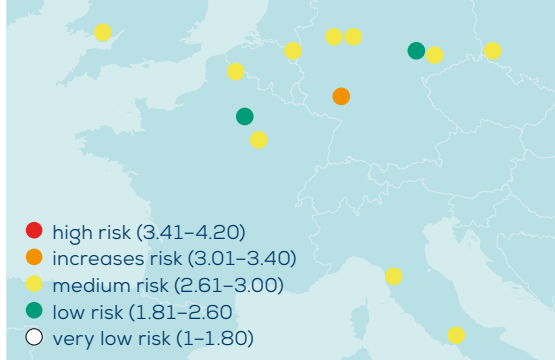 high risk (3.41–4.20)
increases risk (3.01–3.40)
medium risk (2.61–3.00)
low risk (1.81–2.60
very low risk (1–1.80)